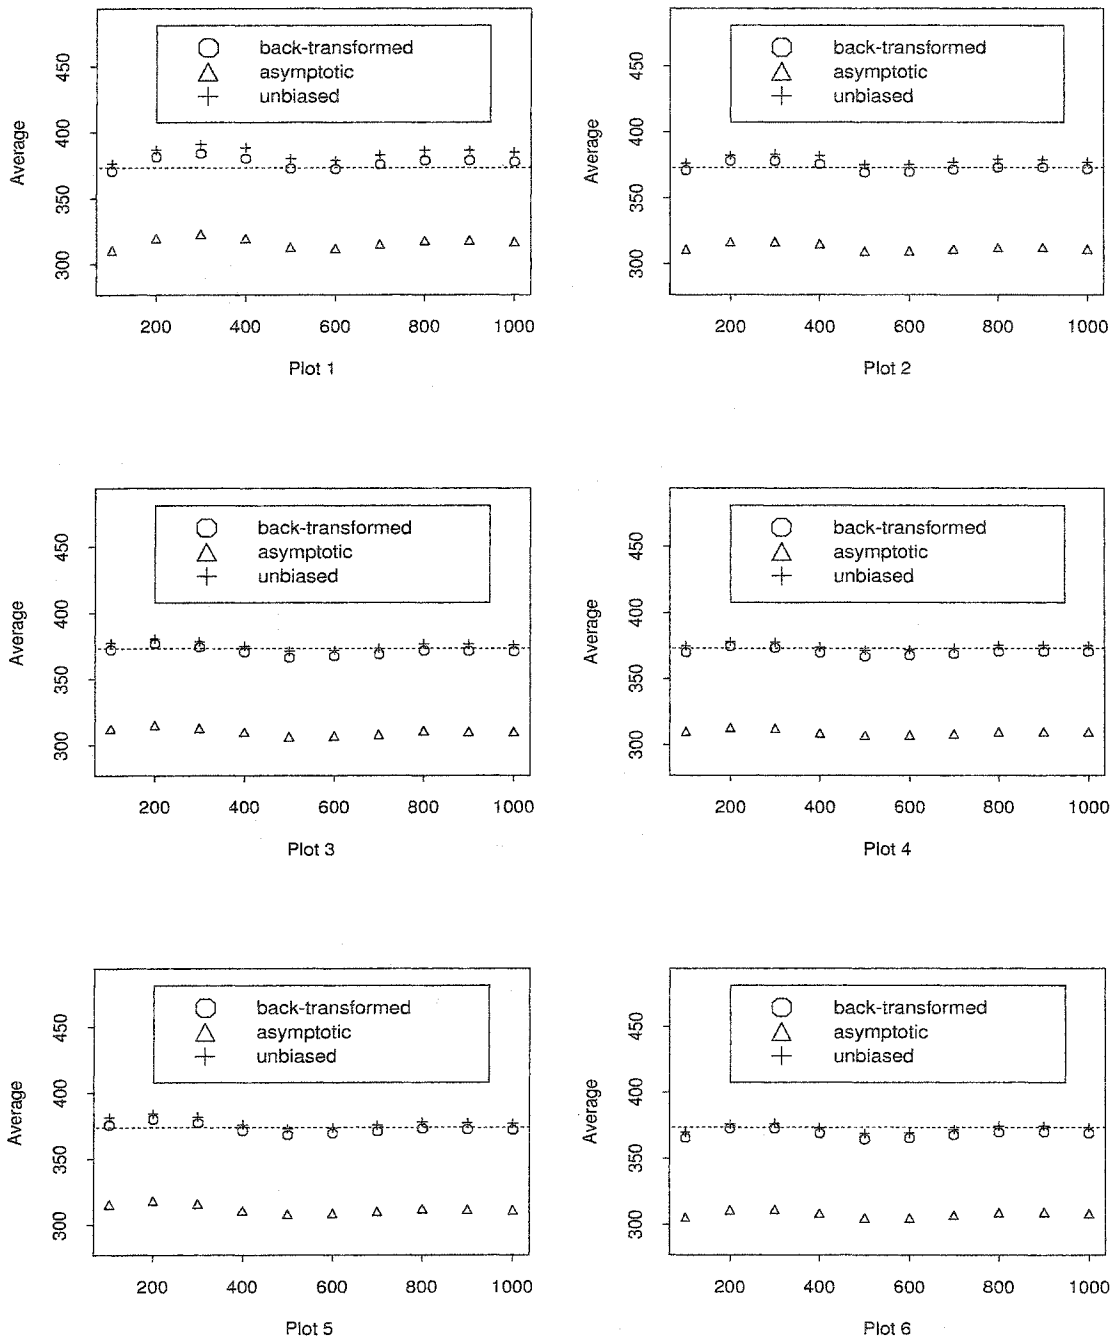 back-transformed
asymptotic
unbiased
Average
450
400
350
300
200 400 600 800 1000
Plot 1
back-transformed
asymptotic
unbiased
Average
450
400
350
300
200 400 600 800 1000
Plot 2
back-transformed
asymptotic
unbiased
Average
450
400
350
300
200 400 600 800 1000
Plot 3
back-transformed
asymptotic
unbiased
Average
450
400
350
300
200 400 600 800 1000
Plot 4
back-transformed
asymptotic
unbiased
Average
450
400
350
300
200 400 600 800 1000
Plot 5
back-transformed
asymptotic
unbiased
Average
450
400
350
300
200 400 600 800 1000
Plot 6